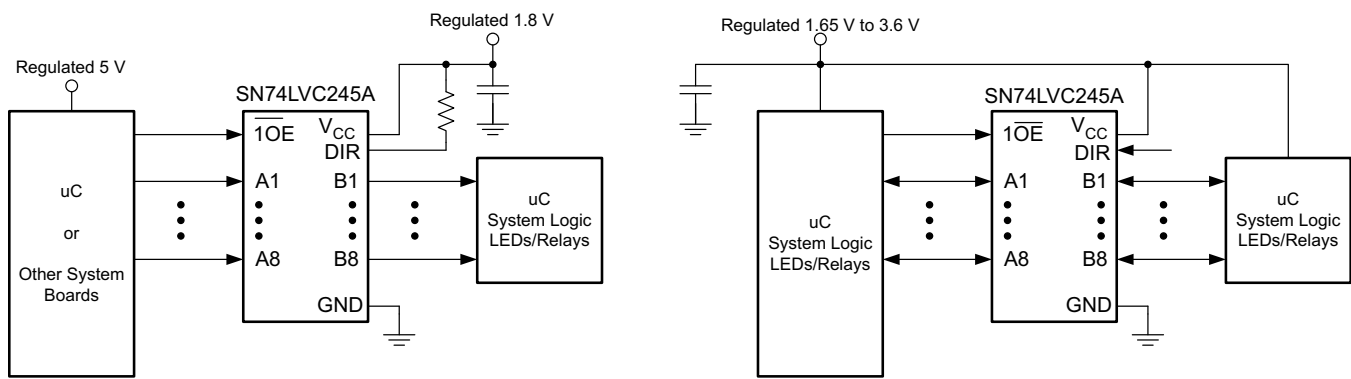 Regulated 1.8 V
Regulated 5 V
SN74LVC245A
1OE
VCC
DIR
A1
B1
A8
B8
GND
uC
or
Other System
Boards
uC
System Logic
LEDs/Relays
Regulated 1.65 V to 3.6 V
SN74LVC245A
1OE
VCC
DIR
A1
B1
A8
B8
GND
uC
System Logic
LEDs/Relays
uC
System Logic
LEDs/Relays